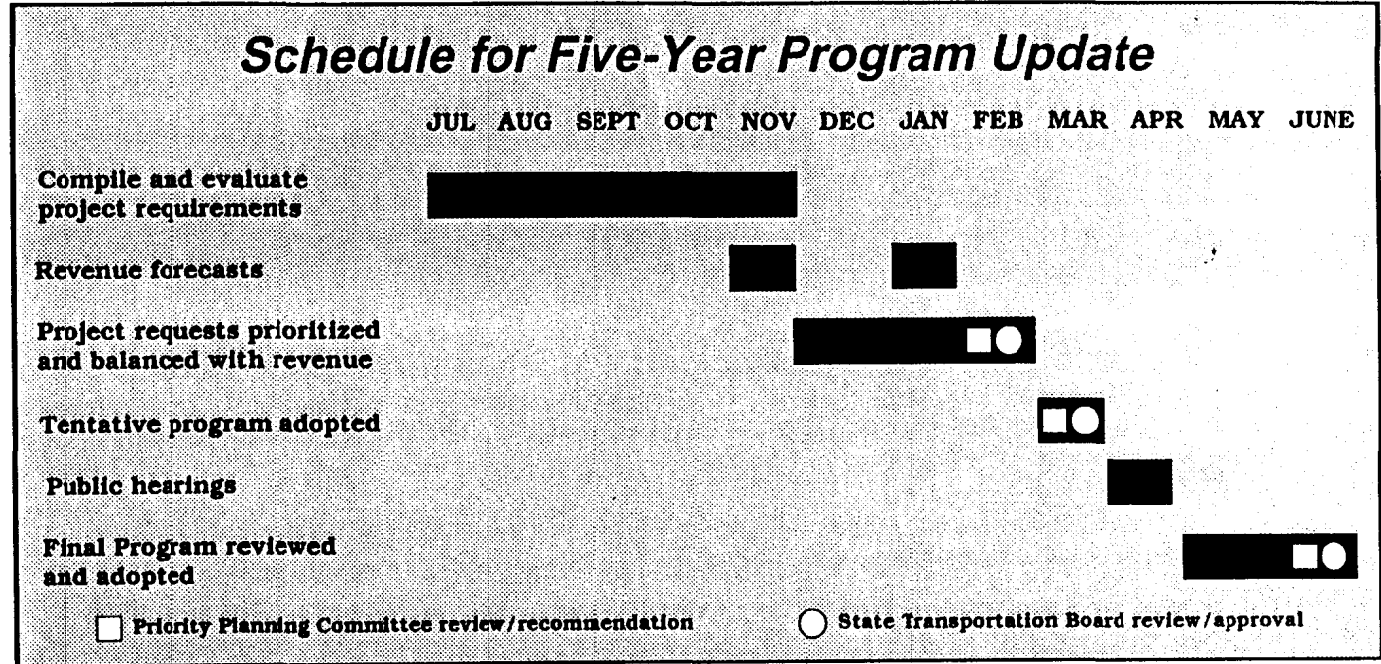 Schedule for Five-Year Program Update
JUL AUG SEPT OCT NOV DEC JAN FEB MAR APR MAY JUNE
Compile and evaluate
project requirements
Revenue forecasts
Project requests prioritized
and balanced with revenue
Tentative program adopted
Public hearings
Final Program reviewed
and adopted
Priority Planning Committee review/recommendation
State Transportation Board review/approval